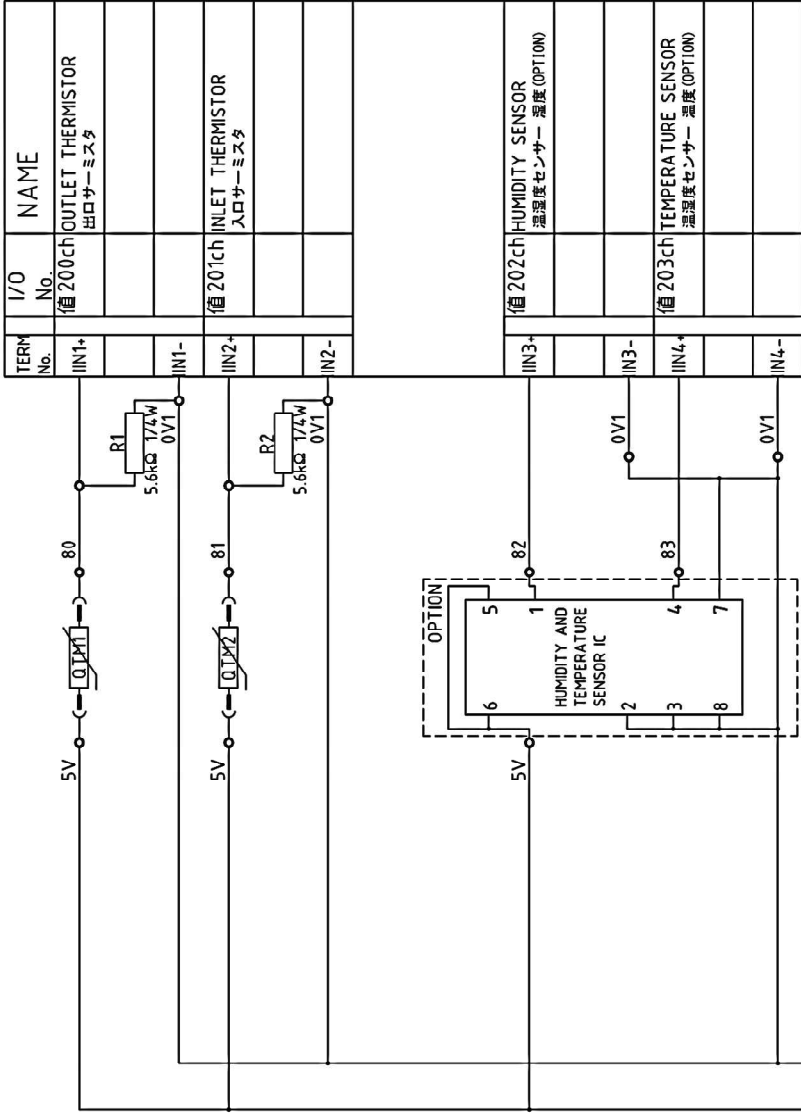 TERM
No.
I/O
No.
NAME
IIN1+
値200ch
OUTLET THERMISTOR
出口サーミスタ
IIN1-
IIN2+
値201ch
INLET THERMISTOR
入口サーミスタ
IIN2-
IIN3+
値202ch
HUMIDITY SENSOR
温湿度センサー 湿度(OPTION)
IIN3-
IIN4+
値203ch
TEMPERATURE SENSOR
温湿度センサー 温度(OPTION)
IIN4-
5V
QTM1
80
R1
5.6kΩ 1/4W
0V1
5V
QTM2
81
R2
5.6kΩ 1/4W
0V1
OPTION
5V
6
5
82
1
HUMIDITY AND
TEMPERATURE
SENSOR IC
2
3
8
4
7
83
0V1
0V1